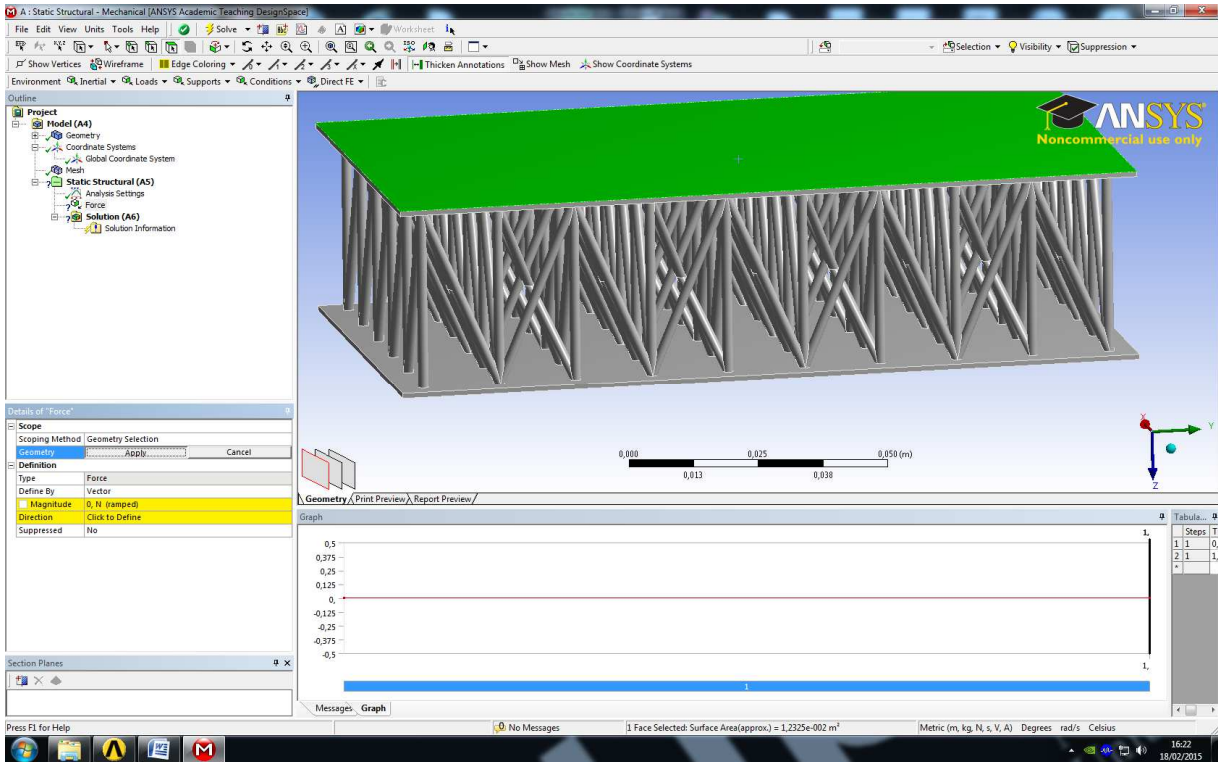 A : Static Structural - Mechanical [ANSYS Academic Teaching DesignSpace]
File Edit View Units Tools Help Solve Worksheet
Selection Visibility Suppression
Show Vertices Wireframe Edge Coloring Thicken Annotations Show Mesh Show Coordinate Systems
Environment Inertial Loads Supports Conditions Direct FE
Outline
Project
Model (A4)
Geometry
Coordinate Systems
Global Coordinate System
Mesh
Static Structural (A5)
Analysis Settings
Force
Solution (A6)
Solution Information
ANSYS
Noncommercial use only
0,000 0,025 0,050 (m)
0,013 0,038
X
Y
Z
Geometry Print Preview Report Preview
Details of "Force"
Scope
Scoping Method Geometry Selection
Geometry Apply Cancel
Definition
Type Force
Define By Vector
Magnitude 0, N (ramped)
Direction Click to Define
Suppressed No
Section Planes
Graph
1,
0,5
0,375
0,25
0,125
0,
-0,125
-0,25
-0,375
-0,5
1,
1
Messages Graph
Tabula...
Steps T
1 1 0,
2 1 1,
*
Press F1 for Help No Messages 1 Face Selected: Surface Area(approx.) = 1,2325e-002 m² Metric (m, kg, N, s, V, A) Degrees rad/s Celsius
16:22
18/02/2015